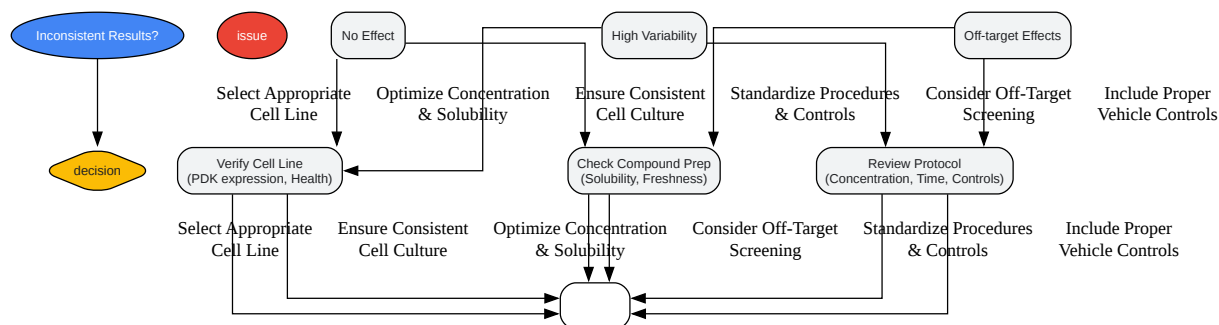 Inconsistent Results?
issue
No Effect
High Variability
Off-target Effects
Select Appropriate
Cell Line
Optimize Concentration
& Solubility
Ensure Consistent
Cell Culture
Standardize Procedures
& Controls
Consider Off-Target
Screening
Include Proper
Vehicle Controls
decision
Verify Cell Line
(PDK expression, Health)
Check Compound Prep
(Solubility, Freshness)
Review Protocol
(Concentration, Time, Controls)
Select Appropriate
Cell Line
Ensure Consistent
Cell Culture
Optimize Concentration
& Solubility
Consider Off-Target
Screening
Standardize Procedures
& Controls
Include Proper
Vehicle Controls